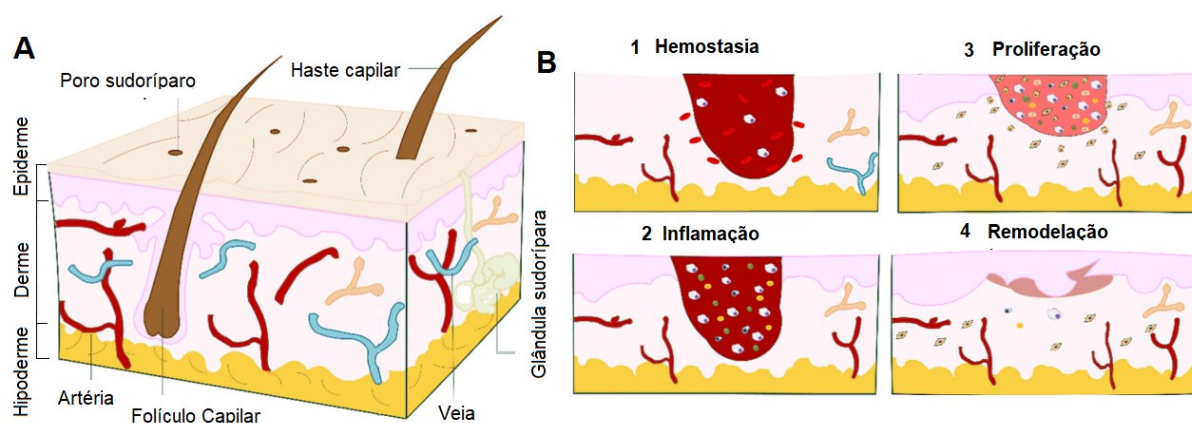 A
Poro sudoríparo
Haste capilar
Epiderme
Derme
Hipoderme
Artéria
Folículo Capilar
Veia
Glándula sudorípara
B
1 Hemostasia
3 Proliferação
2 Inflamação
4 Remodelação